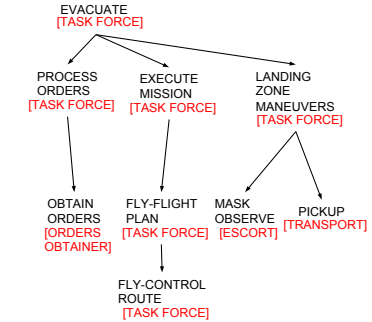 EVACUATE
[TASK FORCE]
PROCESS
ORDERS
[TASK FORCE]
EXECUTE
MISSION
[TASK FORCE]
LANDING
ZONE
MANEUVERS
[TASK FORCE]
OBTAIN
ORDERS
[ORDERS
OBTAINER]
FLY-FLIGHT
PLAN
[TASK FORCE]
MASK
OBSERVE
[ESCORT]
PICKUP
[TRANSPORT]
FLY-CONTROL
ROUTE
[TASK FORCE]